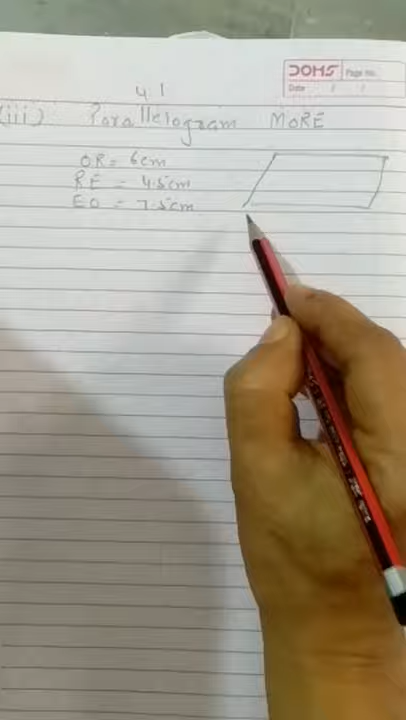 4.1
DOMS Page No.
Date / /
(iii) Parallelogram MORE
OR = 6cm
RE = 4.5cm
EO = 7.5cm